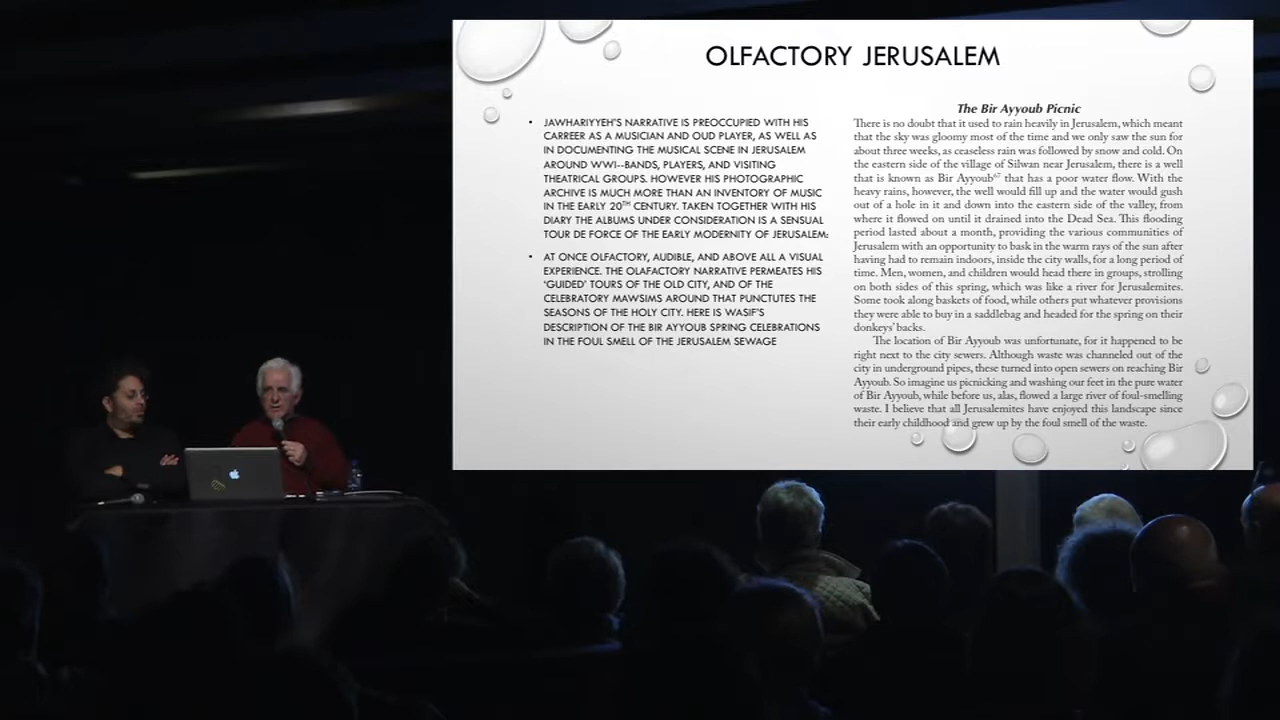 OLFACTORY JERUSALEM
• JAWHARIYYEH'S NARRATIVE IS PREOCCUPIED WITH HIS
CARREER AS A MUSICIAN AND OUD PLAYER, AS WELL AS
IN DOCUMENTING THE MUSICAL SCENE IN JERUSALEM
AROUND WWI--BANDS, PLAYERS, AND VISITING
THEATRICAL GROUPS. HOWEVER HIS PHOTOGRAPHIC
ARCHIVE IS MUCH MORE THAN AN INVENTORY OF MUSIC
IN THE EARLY 20TH CENTURY. TAKEN TOGETHER WITH HIS
DIARY THE ALBUMS UNDER CONSIDERATION IS A SENSUAL
TOUR DE FORCE OF THE EARLY MODERNITY OF JERUSALEM:
• AT ONCE OLFACTORY, AUDIBLE, AND ABOVE ALL A VISUAL
EXPERIENCE. THE OLAFACTORY NARRATIVE PERMEATES HIS
'GUIDED' TOURS OF THE OLD CITY, AND OF THE
CELEBRATORY MAWSIMS AROUND THAT PUNCTUTES THE
SEASONS OF THE HOLY CITY. HERE IS WASIF'S
DESCRIPTION OF THE BIR AYYOUB SPRING CELEBRATIONS
IN THE FOUL SMELL OF THE JERUSALEM SEWAGE
The Bir Ayyoub Picnic
There is no doubt that it used to rain heavily in Jerusalem, which meant
that the sky was gloomy most of the time and we only saw the sun for
about three weeks, as ceaseless rain was followed by snow and cold. On
the eastern side of the village of Silwan near Jerusalem, there is a well
that is known as Bir Ayyoub67 that has a poor water flow. With the
heavy rains, however, the well would fill up and the water would gush
out of a hole in it and down into the eastern side of the valley, from
where it flowed on until it drained into the Dead Sea. This flooding
period lasted about a month, providing the various communities of
Jerusalem with an opportunity to bask in the warm rays of the sun after
having had to remain indoors, inside the city walls, for a long period of
time. Men, women, and children would head there in groups, strolling
on both sides of this spring, which was like a river for Jerusalemites.
Some took along baskets of food, while others put whatever provisions
they were able to buy in a saddlebag and headed for the spring on their
donkeys' backs.
The location of Bir Ayyoub was unfortunate, for it happened to be
right next to the city sewers. Although waste was channeled out of the
city in underground pipes, these turned into open sewers on reaching Bir
Ayyoub. So imagine us picnicking and washing our feet in the pure water
of Bir Ayyoub, while before us, alas, flowed a large river of foul-smelling
waste. I believe that all Jerusalemites have enjoyed this landscape since
their early childhood and grew up by the foul smell of the waste.